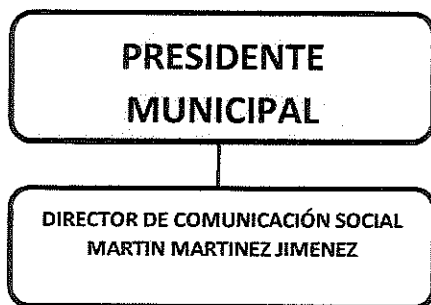 PRESIDENTE
MUNICIPAL
DIRECTOR DE COMUNICACIÓN SOCIAL
MARTIN MARTINEZ JIMENEZ